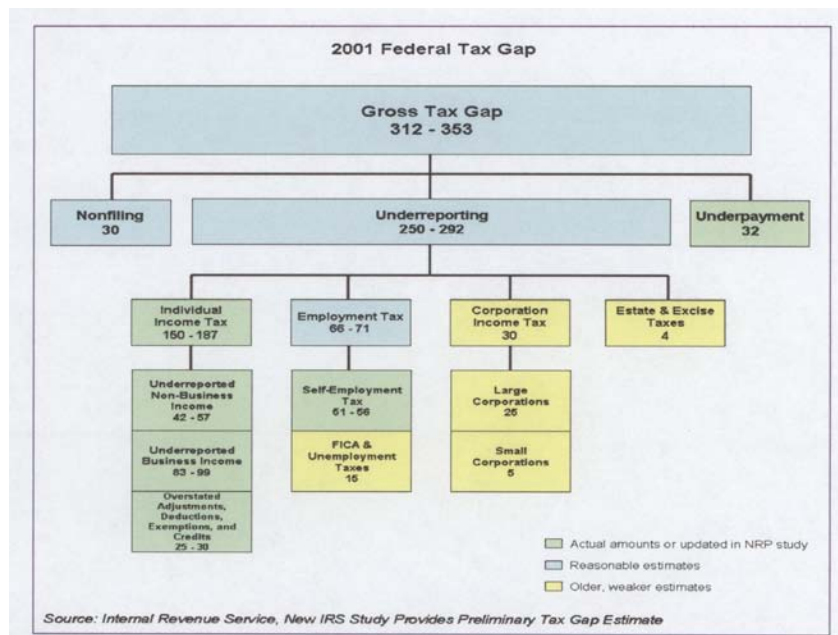 2001 Federal Tax Gap
Gross Tax Gap
312 - 353
Nonfiling
30
Underreporting
250 - 292
Underpayment
32
Individual
Income Tax
150 - 187
Employment Tax
66 - 71
Corporation
Income Tax
30
Estate & Excise
Taxes
4
Underreported
Non-Business
Income
42 - 57
Self-Employment
Tax
51 - 56
Large
Corporations
25
Underreported
Business Income
83 - 99
FICA &
Unemployment
Taxes
15
Small
Corporations
5
Overstated
Adjustments,
Deductions,
Exemptions, and
Credits
25 - 30
Actual amounts or updated in NRP study
Reasonable estimates
Older, weaker estimates
Source: Internal Revenue Service, New IRS Study Provides Preliminary Tax Gap Estimate